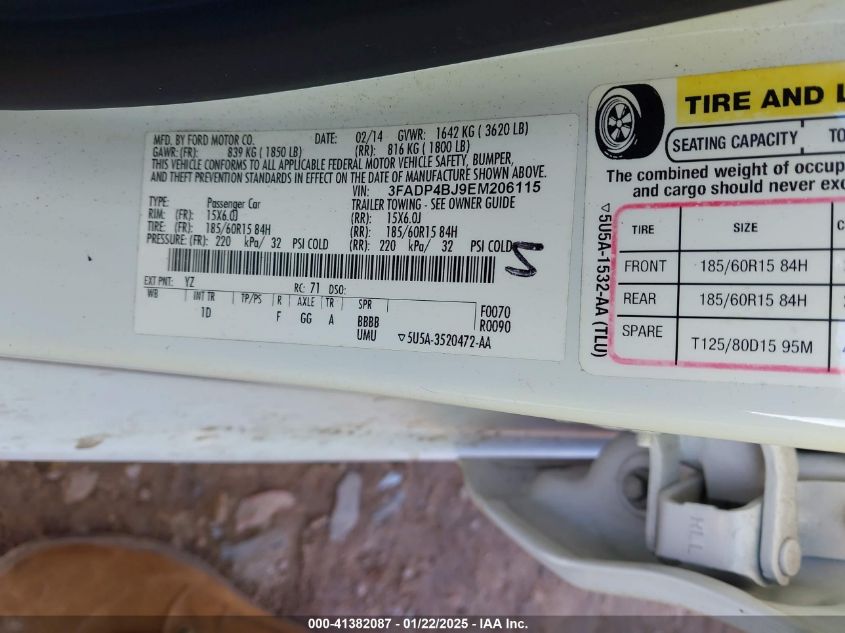 MFD. BY FORD MOTOR CO.
DATE: 02/14 GVWR: 1642 KG ( 3620 LB)
GAWR: (FR): 839 KG ( 1850 LB) (RR): 816 KG ( 1800 LB)
THIS VEHICLE CONFORMS TO ALL APPLICABLE FEDERAL MOTOR VEHICLE SAFETY, BUMPER,
AND THEFT PREVENTION STANDARDS IN EFFECT ON THE DATE OF MANUFACTURE SHOWN ABOVE.
VIN: 3FADP4BJ9EM206115
TYPE: Passenger Car TRAILER TOWING - SEE OWNER GUIDE
RIM: (FR): 15X6.0J (RR): 15X6.0J
TIRE: (FR): 185/60R15 84H (RR): 185/60R15 84H
PRESSURE: (FR): 220 kPa/ 32 PSI COLD (RR): 220 kPa/ 32 PSI COLD
5
EXT PNT: YZ RC: 71 DSO:
WB INT TR TP/PS R AXLE TR SPR F0070
1D F GG A BBBB R0090
UMU ▽5U5A-3520472-AA
TIRE AND L
SEATING CAPACITY TO
The combined weight of occup
and cargo should never exc
TIRE SIZE C
FRONT 185/60R15 84H
REAR 185/60R15 84H
SPARE T125/80D15 95M
▽5U5A-1532-AA (TLU)
KLL
000-41382087 - 01/22/2025 - IAA Inc.